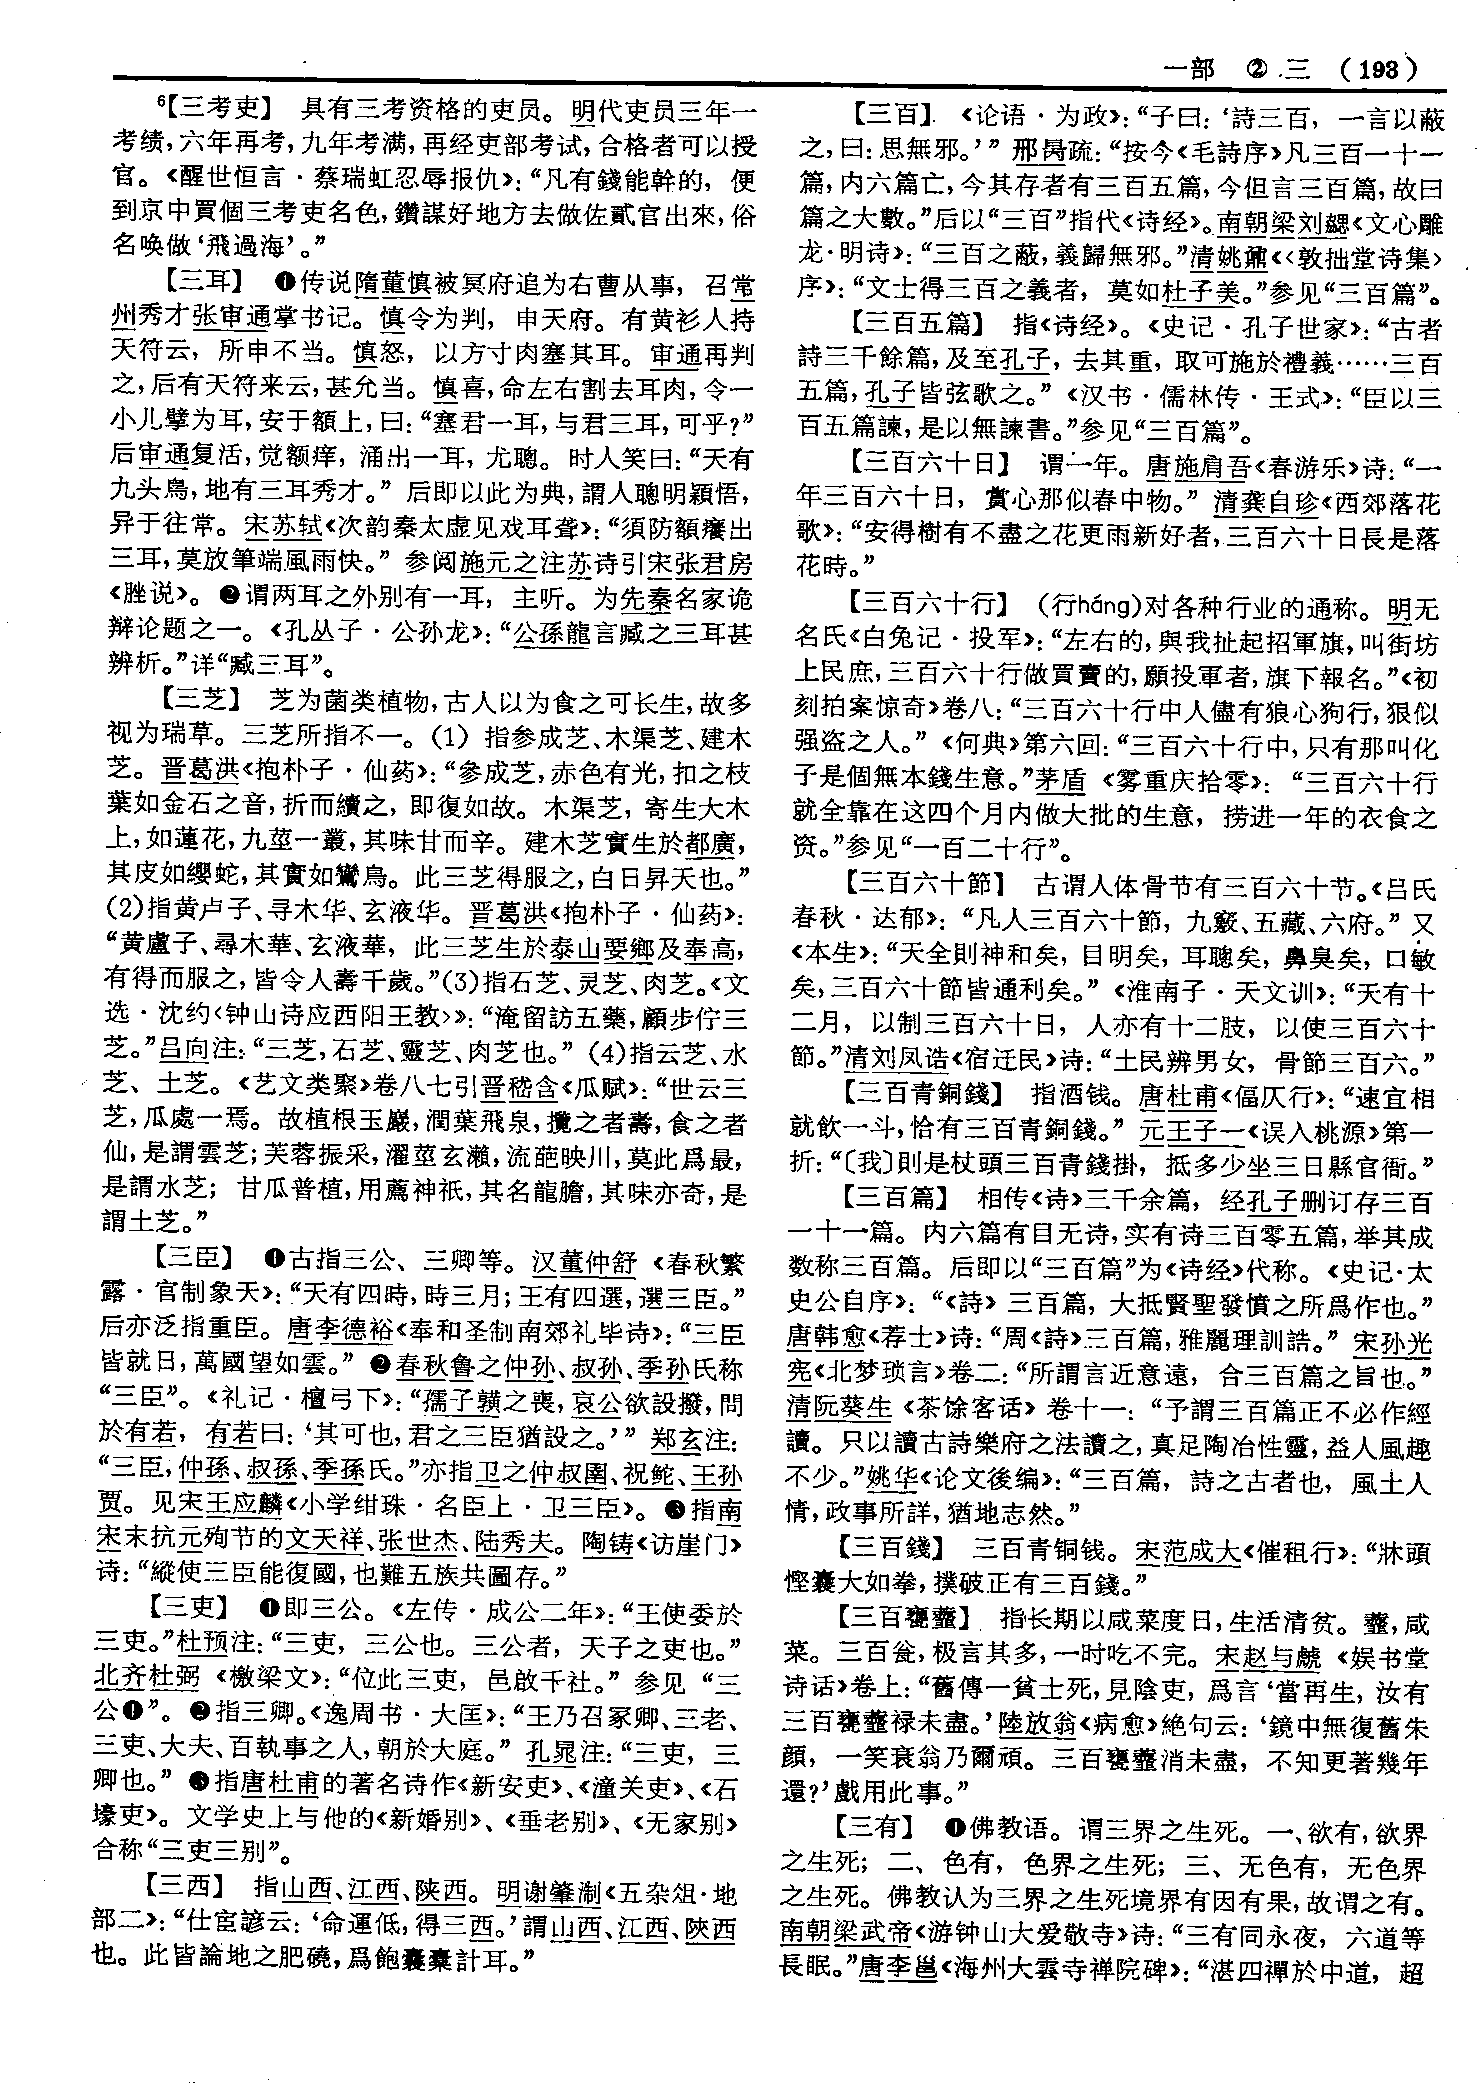 一部 ② 三 （193）
⁶【三考吏】 具有三考资格的吏员。明代吏员三年一
考绩，六年再考，九年考满，再经吏部考试，合格者可以授
官。《醒世恒言·蔡瑞虹忍辱报仇》：“凡有錢能幹的，便
到京中買個三考吏名色，鑽謀好地方去做佐貳官出來，俗
名唤做‘飛過海’。”
【三耳】 ❶传说隋董慎被冥府追为右曹从事，召常
州秀才张审通掌书记。慎令为判，申天府。有黄衫人持
天符云，所申不当。慎怒，以方寸肉塞其耳。审通再判
之，后有天符来云，甚允当。慎喜，命左右割去耳肉，令一
小儿擘为耳，安于額上，曰：“塞君一耳，与君三耳，可乎？”
后审通复活，觉额痒，涌出一耳，尤聰。时人笑曰：“天有
九头鳥，地有三耳秀才。”后即以此为典，謂人聰明穎悟，
异于往常。宋苏轼《次韵秦太虚见戏耳聋》：“須防額癢出
三耳，莫放筆端風雨快。”参阅施元之注苏诗引宋张君房
《脞说》。❷谓两耳之外别有一耳，主听。为先秦名家诡
辩论题之一。《孔丛子·公孙龙》：“公孫龍言臧之三耳甚
辨析。”详“臧三耳”。
【三芝】 芝为菌类植物，古人以为食之可长生，故多
视为瑞草。三芝所指不一。（1）指参成芝、木渠芝、建木
芝。晋葛洪《抱朴子·仙药》：“參成芝，赤色有光，扣之枝
葉如金石之音，折而續之，即復如故。木渠芝，寄生大木
上，如蓮花，九莖一叢，其味甘而辛。建木芝實生於都廣，
其皮如纓蛇，其實如鸞鳥。此三芝得服之，白日昇天也。”
（2）指黄卢子、寻木华、玄液华。晋葛洪《抱朴子·仙药》：
“黄盧子、尋木華、玄液華，此三芝生於泰山要鄉及奉高，
有得而服之，皆令人壽千歲。”（3）指石芝、灵芝、肉芝。《文
选·沈约〈钟山诗应西阳王教〉》：“淹留訪五藥，顧步佇三
芝。”吕向注：“三芝，石芝、靈芝、肉芝也。”（4）指云芝、水
芝、土芝。《艺文类聚》卷八七引晋嵇含《瓜赋》：“世云三
芝，瓜處一焉。故植根玉巖，潤葉飛泉，攬之者壽，食之者
仙，是謂雲芝；芙蓉振采，濯莖玄瀨，流葩映川，莫此爲最，
是謂水芝；甘瓜普植，用薦神祇，其名龍膽，其味亦奇，是
謂土芝。”
【三臣】 ❶古指三公、三卿等。汉董仲舒《春秋繁
露·官制象天》：“天有四時，時三月；王有四選，選三臣。”
后亦泛指重臣。唐李德裕《奉和圣制南郊礼毕诗》：“三臣
皆就日，萬國望如雲。”❷春秋鲁之仲孙、叔孙、季孙氏称
“三臣”。《礼记·檀弓下》：“孺子𪏆之喪，哀公欲設撥，問
於有若，有若曰：‘其可也，君之三臣猶設之。’”郑玄注：
“三臣，仲孫、叔孫、季孫氏。”亦指卫之仲叔圉、祝鮀、王孙
贾。见宋王应麟《小学绀珠·名臣上·卫三臣》。❸指南
宋末抗元殉节的文天祥、张世杰、陆秀夫。陶铸《访崖门》
诗：“縱使三臣能復國，也難五族共圖存。”
【三吏】 ❶即三公。《左传·成公二年》：“王使委於
三吏。”杜预注：“三吏，三公也。三公者，天子之吏也。”
北齐杜弼《檄梁文》：“位此三吏，邑啟千社。”参见“三
公❶”。❷指三卿。《逸周书·大匡》：“王乃召冢卿、三老、
三吏、大夫、百執事之人，朝於大庭。”孔晁注：“三吏，三
卿也。”❸指唐杜甫的著名诗作《新安吏》、《潼关吏》、《石
壕吏》。文学史上与他的《新婚别》、《垂老别》、《无家别》
合称“三吏三别”。
【三西】 指山西、江西、陕西。明谢肇淛《五杂俎·地
部二》：“仕宦諺云：‘命運低，得三西。’謂山西、江西、陝西
也。此皆論地之肥磽，爲飽囊橐計耳。”
【三百】 《论语·为政》：“子曰：‘詩三百，一言以蔽
之，曰：思無邪。’”邢昺疏：“按今《毛詩序》凡三百一十一
篇，内六篇亡，今其存者有三百五篇，今但言三百篇，故曰
篇之大數。”后以“三百”指代《诗经》。南朝梁刘勰《文心雕
龙·明诗》：“三百之蔽，義歸無邪。”清姚鼐《〈敦拙堂诗集〉
序》：“文士得三百之義者，莫如杜子美。”参见“三百篇”。
【三百五篇】 指《诗经》。《史记·孔子世家》：“古者
詩三千餘篇，及至孔子，去其重，取可施於禮義……三百
五篇，孔子皆弦歌之。”《汉书·儒林传·王式》：“臣以三
百五篇諫，是以無諫書。”参见“三百篇”。
【三百六十日】 谓一年。唐施肩吾《春游乐》诗：“一
年三百六十日，賞心那似春中物。”清龚自珍《西郊落花
歌》：“安得樹有不盡之花更雨新好者，三百六十日長是落
花時。”
【三百六十行】 （行háng）对各种行业的通称。明无
名氏《白兔记·投军》：“左右的，與我扯起招軍旗，叫街坊
上民庶，三百六十行做買賣的，願投軍者，旗下報名。”《初
刻拍案惊奇》卷八：“三百六十行中人儘有狼心狗行，狠似
强盗之人。”《何典》第六回：“三百六十行中，只有那叫化
子是個無本錢生意。”茅盾《雾重庆拾零》：“三百六十行
就全靠在这四个月内做大批的生意，捞进一年的衣食之
资。”参见“一百二十行”。
【三百六十節】 古谓人体骨节有三百六十节。《吕氏
春秋·达郁》：“凡人三百六十節，九竅、五藏、六府。”又
《本生》：“天全則神和矣，目明矣，耳聰矣，鼻臭矣，口敏
矣，三百六十節皆通利矣。”《淮南子·天文训》：“天有十
二月，以制三百六十日，人亦有十二肢，以使三百六十
節。”清刘凤诰《宿迁民》诗：“土民辨男女，骨節三百六。”
【三百青銅錢】 指酒钱。唐杜甫《偪仄行》：“速宜相
就飲一斗，恰有三百青銅錢。”元王子一《误入桃源》第一
折：“〔我〕則是杖頭三百青錢掛，抵多少坐三日縣官衙。”
【三百篇】 相传《诗》三千余篇，经孔子删订存三百
一十一篇。内六篇有目无诗，实有诗三百零五篇，举其成
数称三百篇。后即以“三百篇”为《诗经》代称。《史记·太
史公自序》：“《詩》三百篇，大抵賢聖發憤之所爲作也。”
唐韩愈《荐士》诗：“周《詩》三百篇，雅麗理訓誥。”宋孙光
宪《北梦琐言》卷二：“所謂言近意遠，合三百篇之旨也。”
清阮葵生《茶馀客话》卷十一：“予謂三百篇正不必作經
讀。只以讀古詩樂府之法讀之，真足陶冶性靈，益人風趣
不少。”姚华《论文後编》：“三百篇，詩之古者也，風土人
情，政事所詳，猶地志然。”
【三百錢】 三百青铜钱。宋范成大《催租行》：“牀頭
慳囊大如拳，撲破正有三百錢。”
【三百甕虀】 指长期以咸菜度日，生活清贫。虀，咸
菜。三百瓮，极言其多，一时吃不完。宋赵与虤《娱书堂
诗话》卷上：“舊傳一貧士死，見陰吏，爲言‘當再生，汝有
三百甕虀禄未盡。’陸放翁《病愈》絶句云：‘鏡中無復舊朱
顔，一笑衰翁乃爾頑。三百甕虀消未盡，不知更著幾年
還？’戲用此事。”
【三有】 ❶佛教语。谓三界之生死。一、欲有，欲界
之生死；二、色有，色界之生死；三、无色有，无色界
之生死。佛教认为三界之生死境界有因有果，故谓之有。
南朝梁武帝《游钟山大爱敬寺》诗：“三有同永夜，六道等
長眠。”唐李邕《海州大雲寺禅院碑》：“湛四禪於中道，超